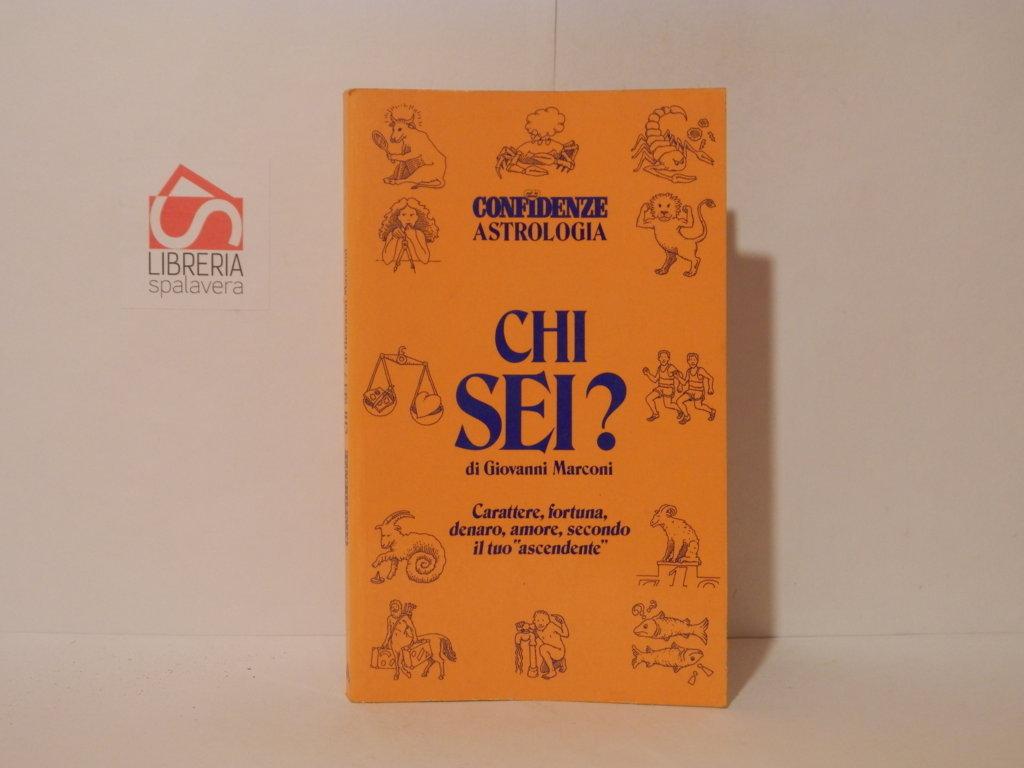 LIBRERIA
spalavera
CONFIDENZE
ASTROLOGIA
CHI
SEI?
di Giovanni Marconi
Carattere, fortuna,
denaro, amore, secondo
il tuo "ascendente"